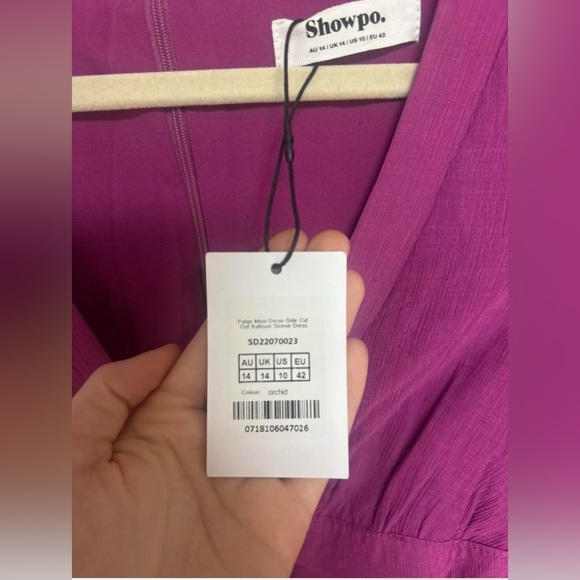 Showpo.
AU 14 | UK 14 | US 10 | EU 42
Paige Maxi Dress-Side Cut
Out Balloon Sleeve Dress
SD22070023
AU UK US EU
14 14 10 42
Colour: orchid
0718106047026